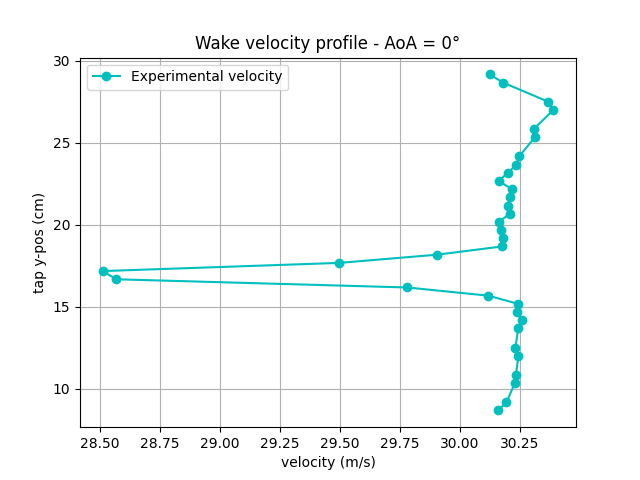 Wake velocity profile - AoA = 0°
Experimental velocity
tap y-pos (cm)
30
25
20
15
10
28.50 28.75 29.00 29.25 29.50 29.75 30.00 30.25
velocity (m/s)